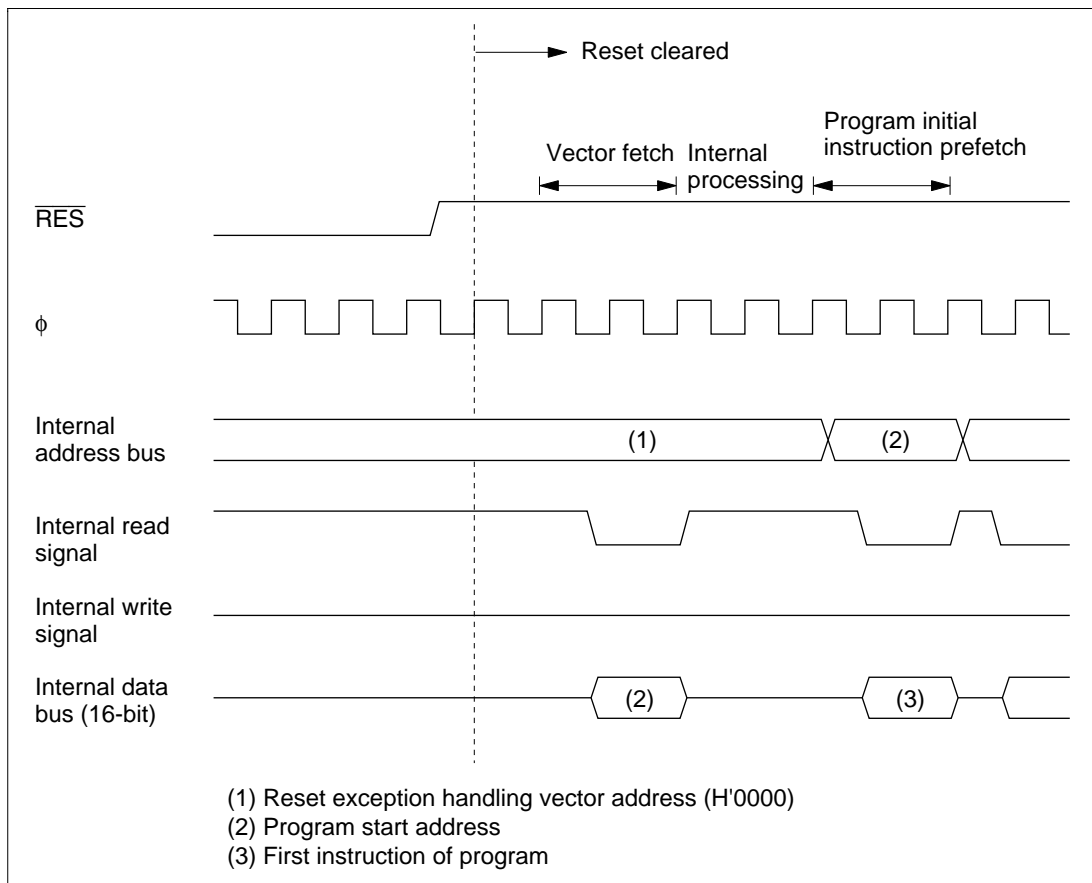 Reset cleared
Program initial
instruction prefetch
Vector fetch
Internal
processing
RES
ϕ
Internal
address bus
(1)
(2)
Internal read
signal
Internal write
signal
Internal data
bus (16-bit)
(2)
(3)
(1) Reset exception handling vector address (H'0000)
(2) Program start address
(3) First instruction of program